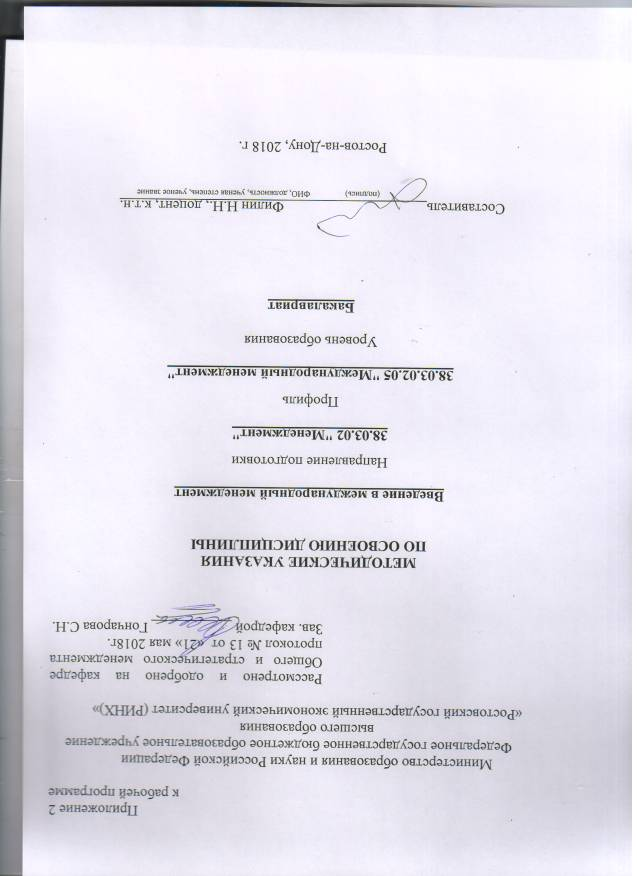 Приложение 2
к рабочей программе
Министерство образования и науки Российской Федерации
Федеральное государственное бюджетное образовательное учреждение
высшего образования
«Ростовский государственный экономический университет (РИНХ)»
Рассмотрено и одобрено на кафедре
Общего и стратегического менеджмента
протокол № 13 от «21» мая 2018г.
Зав. кафедрой Гончарова С.Н.
МЕТОДИЧЕСКИЕ УКАЗАНИЯ
ПО ОСВОЕНИЮ ДИСЦИПЛИНЫ
Введение в международный менеджмент
Направление подготовки
38.03.02 "Менеджмент"
Профиль
38.03.02.05 "Международный менеджмент"
Уровень образования
Бакалавриат
Составитель Филин Н.Н., доцент, к.т.н.
(подпись) ФИО, должность, ученая степень, ученое звание
Ростов-на-Дону, 2018 г.